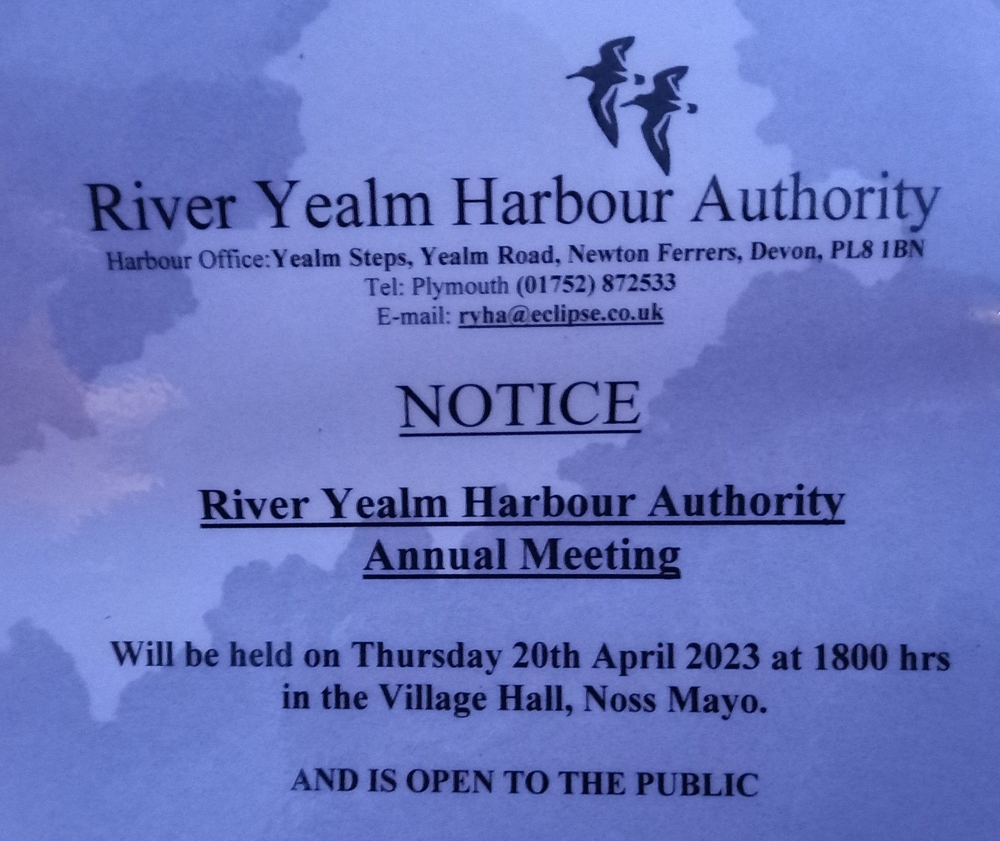 River Yealm Harbour Authority
Harbour Office:Yealm Steps, Yealm Road, Newton Ferrers, Devon, PL8 1BN
Tel: Plymouth (01752) 872533
E-mail: ryha@eclipse.co.uk
NOTICE
River Yealm Harbour Authority
Annual Meeting
Will be held on Thursday 20th April 2023 at 1800 hrs
in the Village Hall, Noss Mayo.
AND IS OPEN TO THE PUBLIC